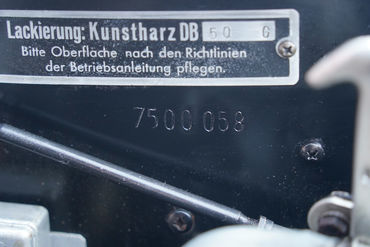 Lackierung: Kunstharz DB 50 G
Bitte Oberfläche nach den Richtlinien
der Betriebsanleitung pflegen.
7500 058